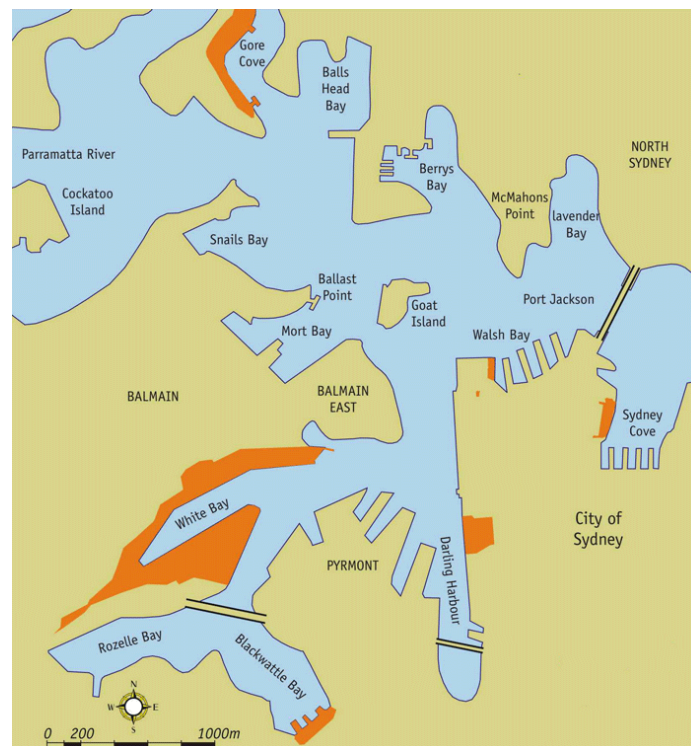 Gore
Cove
Balls
Head
Bay
Parramatta River
Berrys
Bay
NORTH
SYDNEY
Cockatoo
Island
McMahons
Point
Lavender
Bay
Snails Bay
Ballast
Point
Goat
Island
Port Jackson
Mort Bay
Walsh Bay
BALMAIN
BALMAIN
EAST
Sydney
Cove
White Bay
City of
Sydney
PYRMONT
Darling Harbour
Rozelle Bay
Blackwattle Bay
N
W
E
S
0 200 1000m